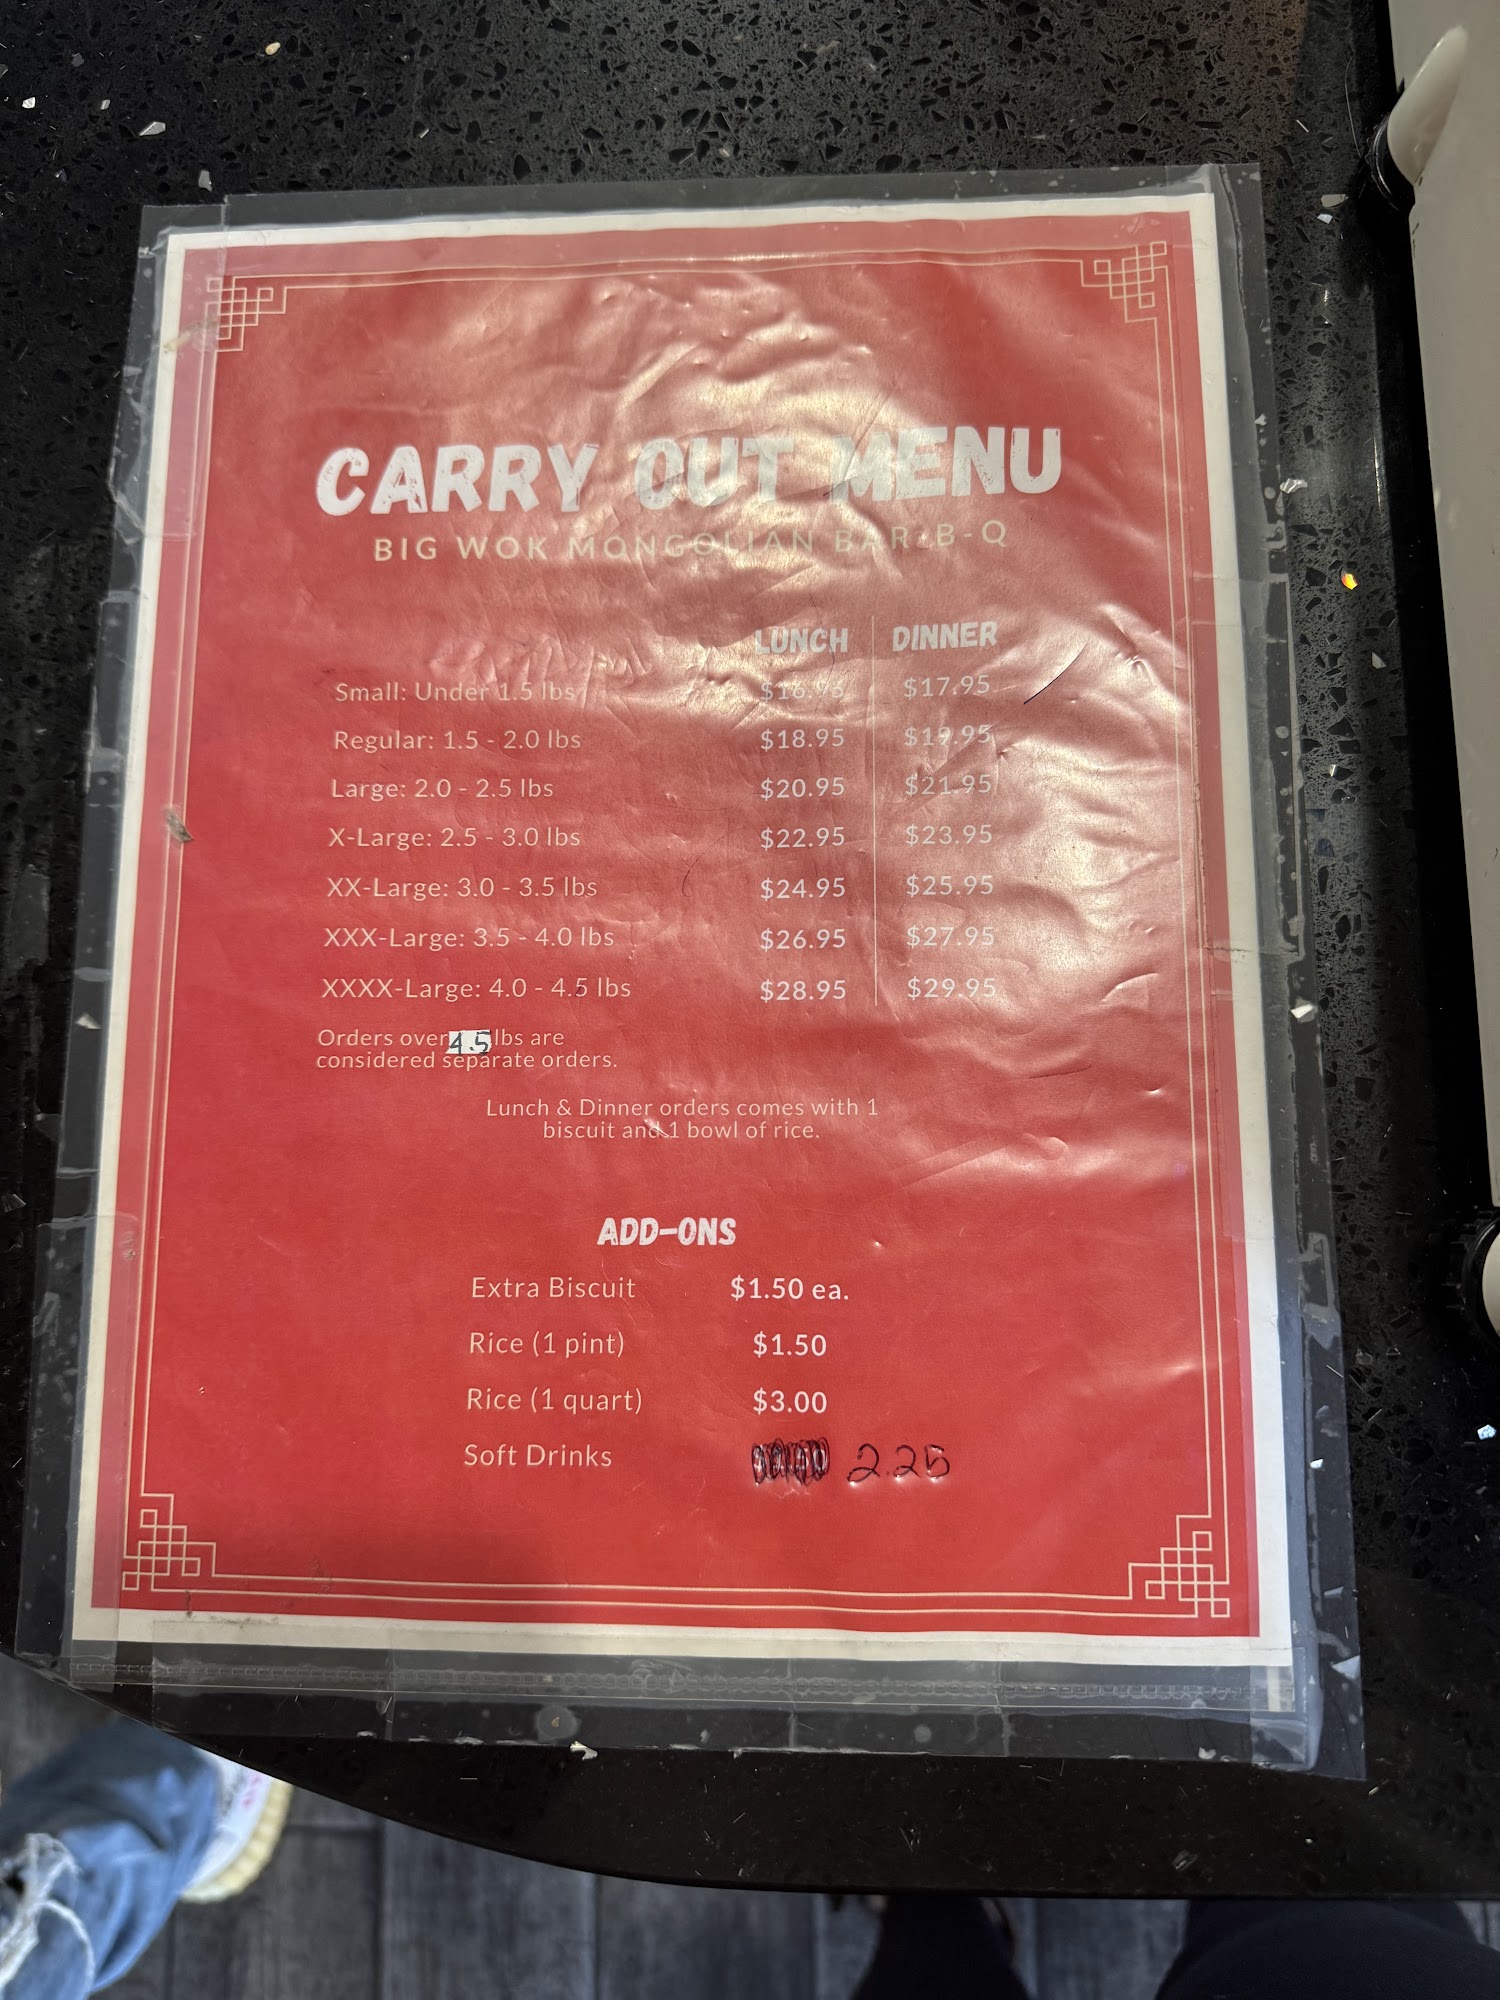 CARRY OUT MENU
BIG WOK MONGOLIAN BAR-B-Q
LUNCH DINNER
Small: Under 1.5 lbs $16.95 $17.95
Regular: 1.5 - 2.0 lbs $18.95 $19.95
Large: 2.0 - 2.5 lbs $20.95 $21.95
X-Large: 2.5 - 3.0 lbs $22.95 $23.95
XX-Large: 3.0 - 3.5 lbs $24.95 $25.95
XXX-Large: 3.5 - 4.0 lbs $26.95 $27.95
XXXX-Large: 4.0 - 4.5 lbs $28.95 $29.95
Orders over 4.5 lbs are
considered separate orders.
Lunch & Dinner orders comes with 1
biscuit and 1 bowl of rice.
ADD-ONS
Extra Biscuit $1.50 ea.
Rice (1 pint) $1.50
Rice (1 quart) $3.00
Soft Drinks 2.25